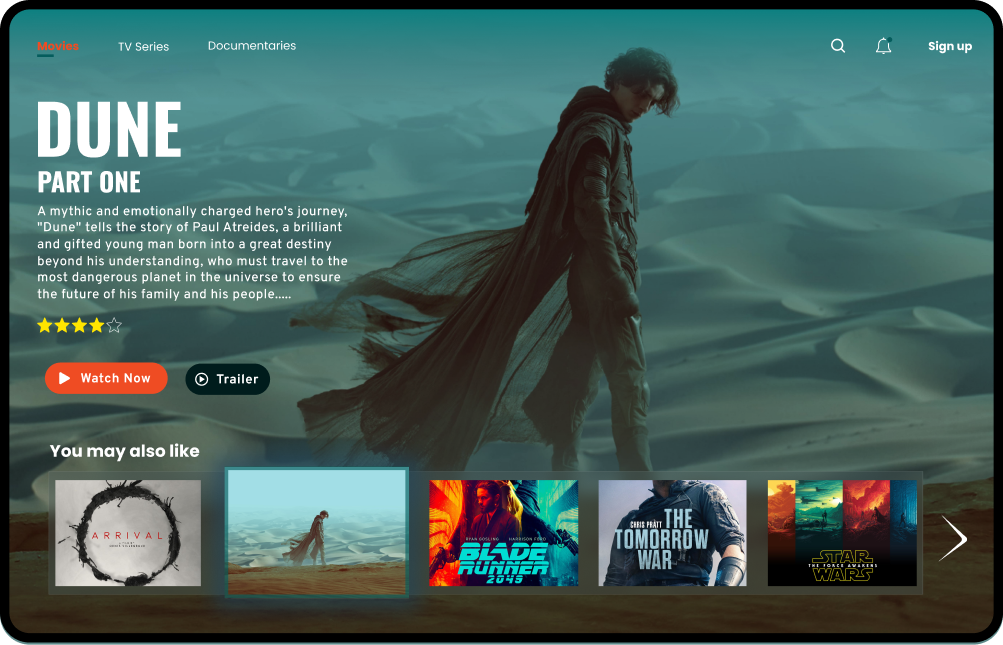 Movies
TV Series
Documentaries
Sign up
DUNE
PART ONE
A mythic and emotionally charged hero's journey,
"Dune" tells the story of Paul Atreides, a brilliant
and gifted young man born into a great destiny
beyond his understanding, who must travel to the
most dangerous planet in the universe to ensure
the future of his family and his people.....
Watch Now
Trailer
You may also like
ARRIVAL
RYAN GOSLING HARRISON FORD
BLADE
RUNNER
2049
CHRIS PRATT THE
TOMORROW
WAR
STAR
THE FORCE AWAKENS
WARS